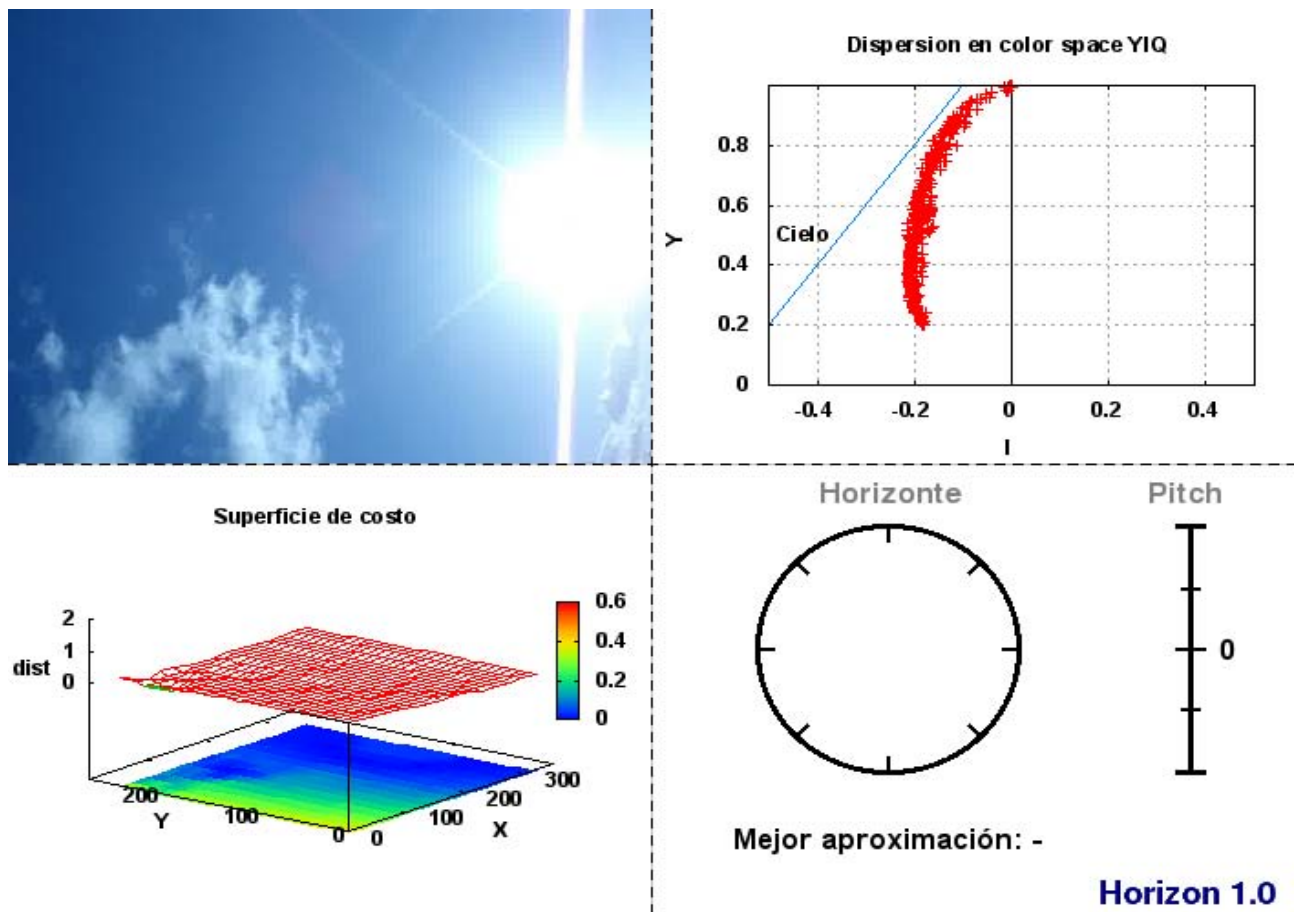 Dispersion en color space YIQ
Y
0.8
0.6
0.4
0.2
0
Cielo
-0.4 -0.2 0 0.2 0.4
I
Superficie de costo
2
1
0
dist
0.6
0.4
0.2
0
200 100 0
Y
0 100 200 300
X
Horizonte
Pitch
0
Mejor aproximación: -
Horizon 1.0